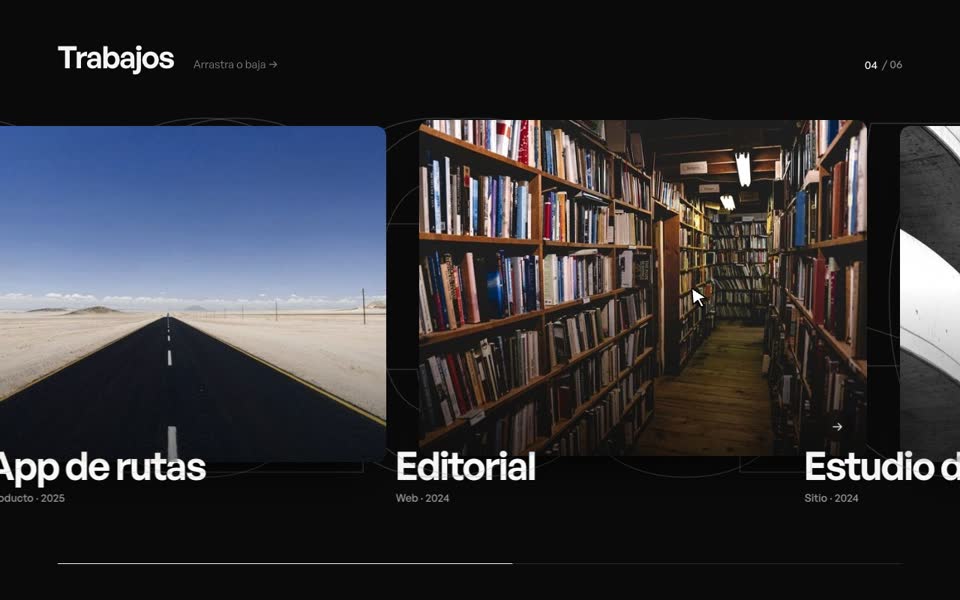 Trabajos
Arrastra o baja →
04 / 06
App de rutas
oducto · 2025
Editorial
Web · 2024
→
Estudio d
Sitio · 2024